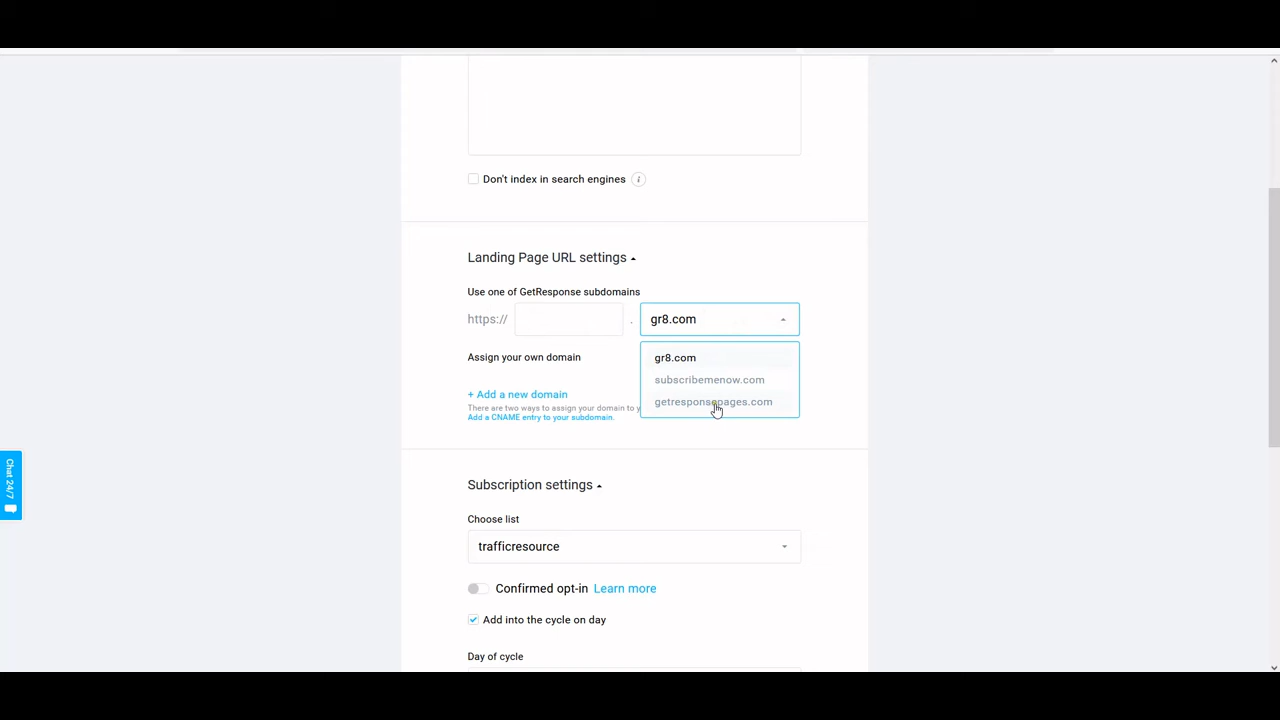 Don't index in search engines i
Landing Page URL settings
Use one of GetResponse subdomains
https:// . gr8.com
gr8.com
Assign your own domain
subscribemenow.com
+ Add a new domain
getresponsepages.com
There are two ways to assign your domain to
Add a CNAME entry to your subdomain.
Chat 24/7
Subscription settings
Choose list
trafficresource
Confirmed opt-in Learn more
Add into the cycle on day
Day of cycle